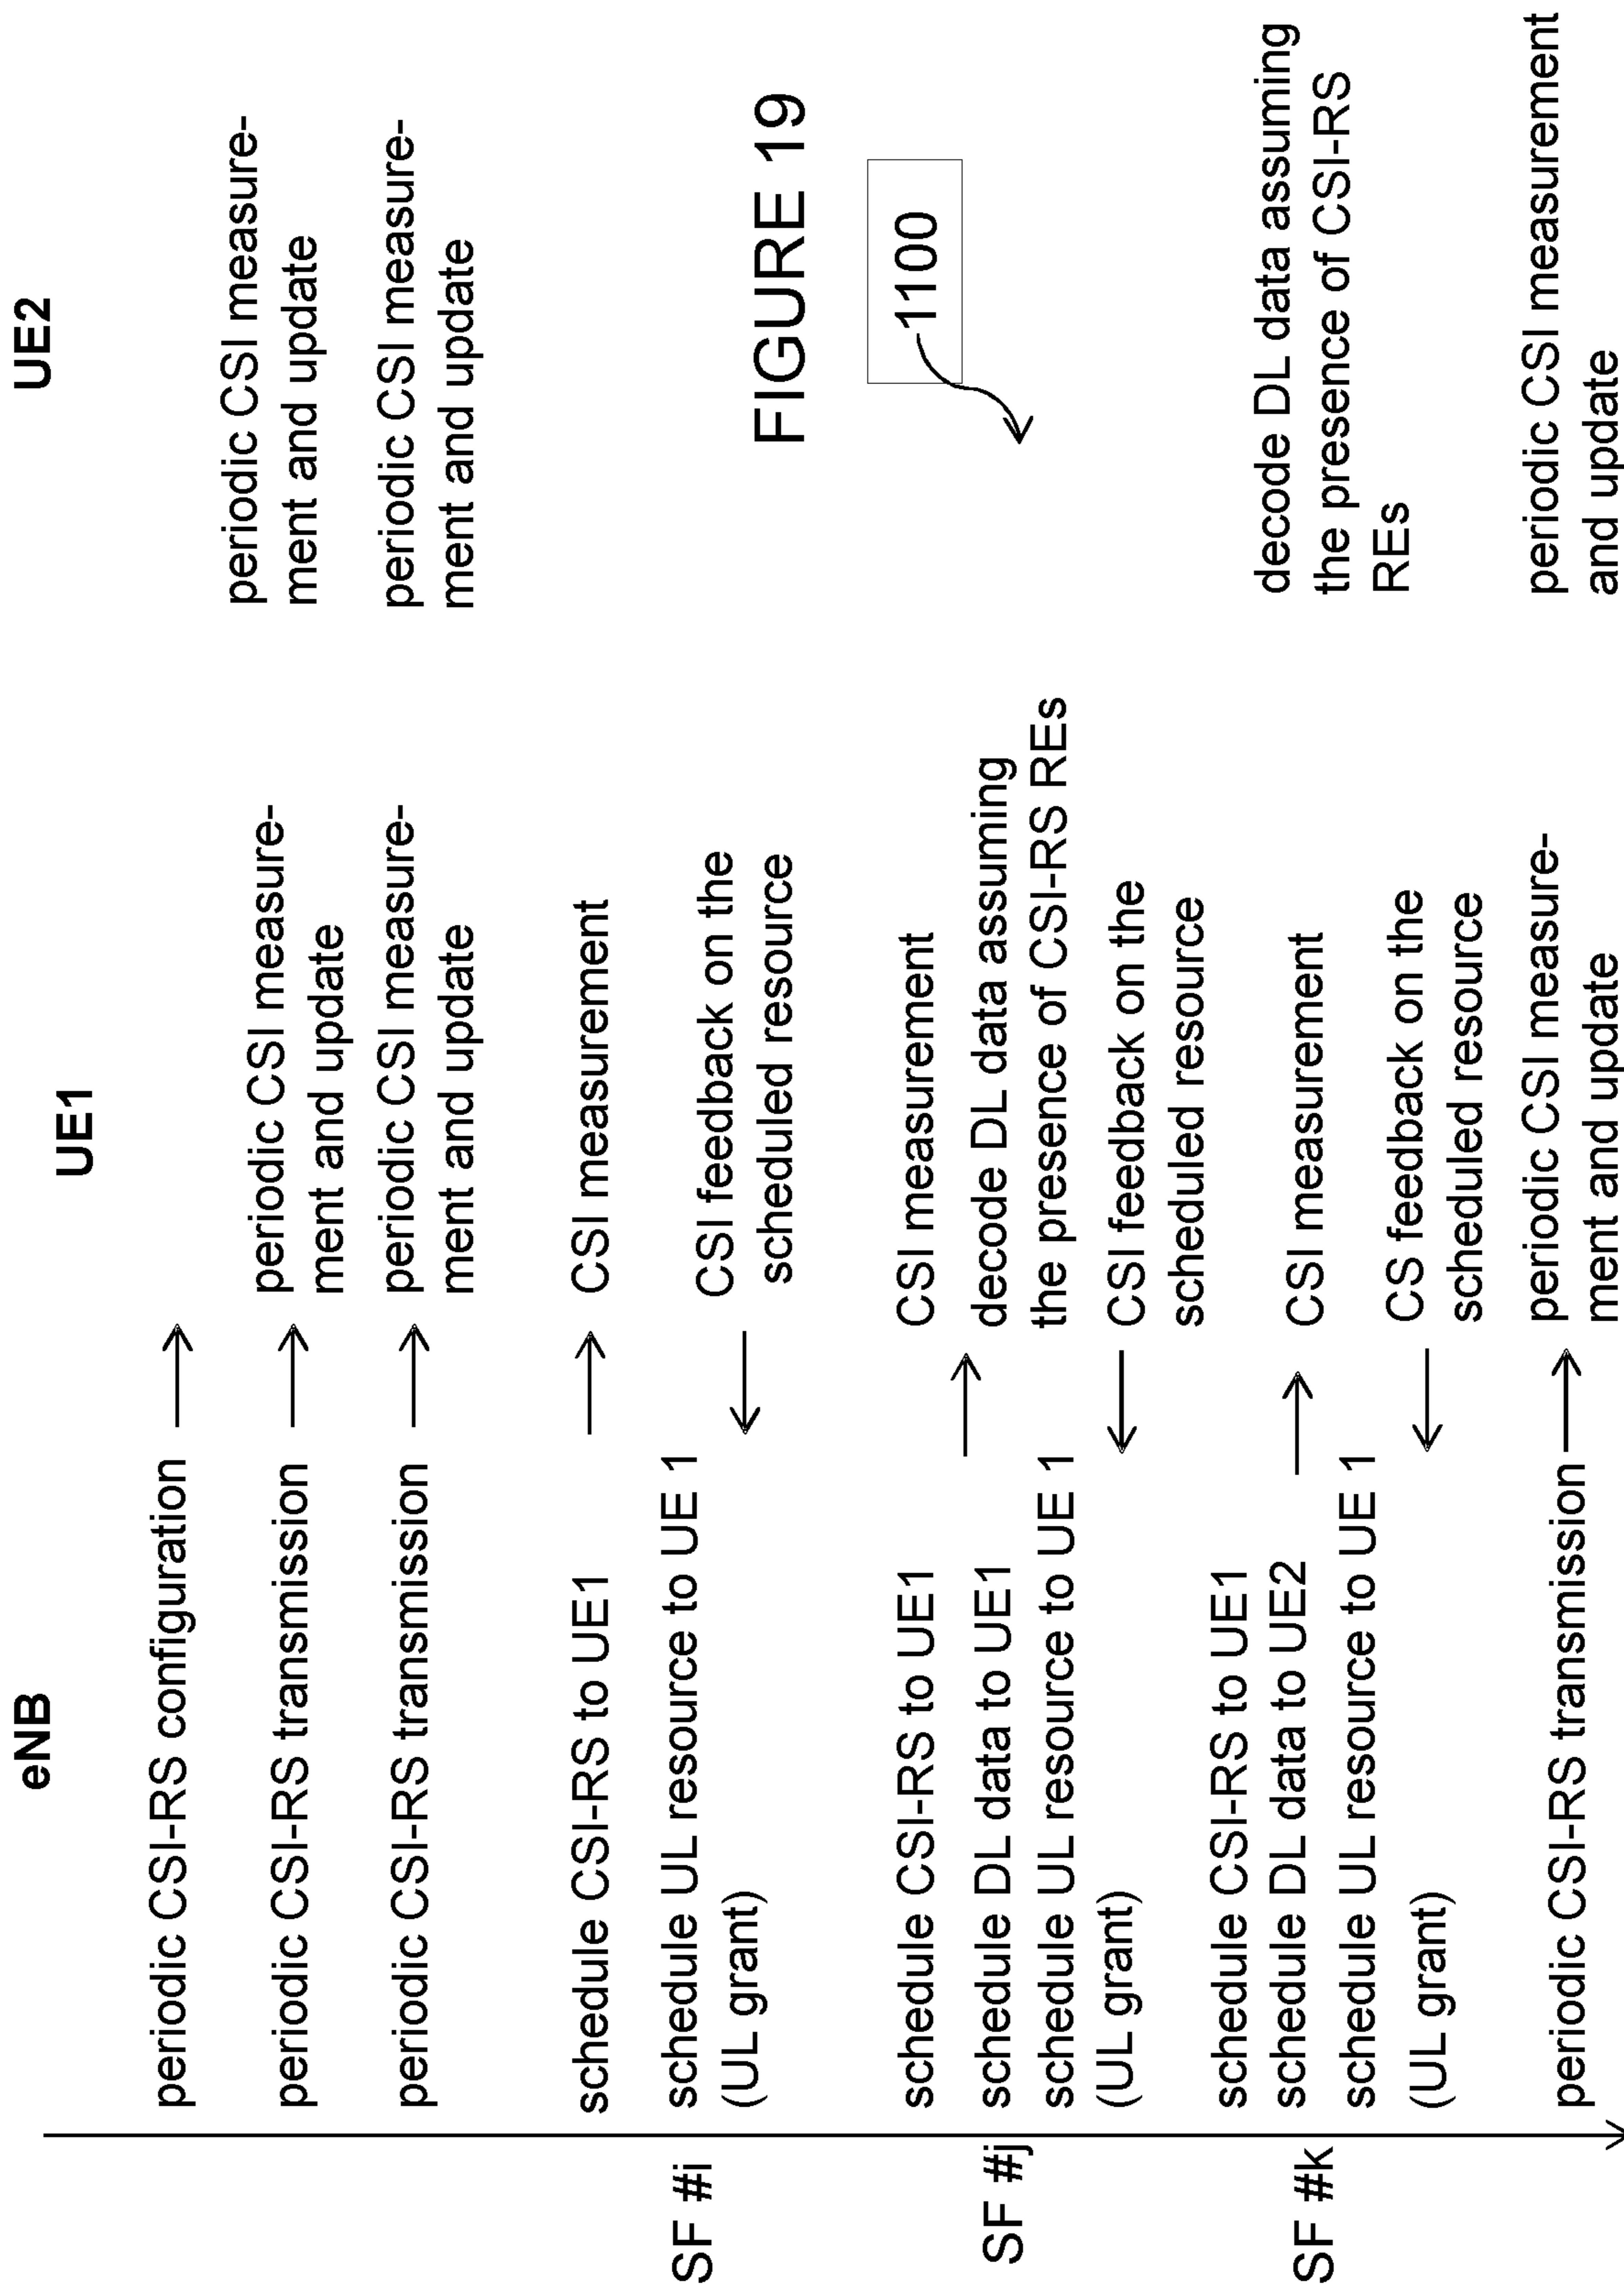 eNB
UE1
UE2
periodic CSI-RS configuration
periodic CSI-RS transmission
periodic CSI measure-
ment and update
periodic CSI measure-
ment and update
periodic CSI-RS transmission
periodic CSI measure-
ment and update
periodic CSI measure-
ment and update
SF #i
schedule CSI-RS to UE1
schedule UL resource to UE 1
(UL grant)
CSI measurement
CSI feedback on the
scheduled resource
FIGURE 19
1100
SF #j
schedule CSI-RS to UE1
schedule DL data to UE1
schedule UL resource to UE 1
(UL grant)
CSI measurement
decode DL data assuming
the presence of CSI-RS REs
CSI feedback on the
scheduled resource
SF #k
schedule CSI-RS to UE1
schedule DL data to UE2
schedule UL resource to UE 1
(UL grant)
CSI measurement
CS feedback on the
scheduled resource
decode DL data assuming
the presence of CSI-RS
REs
periodic CSI-RS transmission
periodic CSI measure-
ment and update
periodic CSI measurement
and update